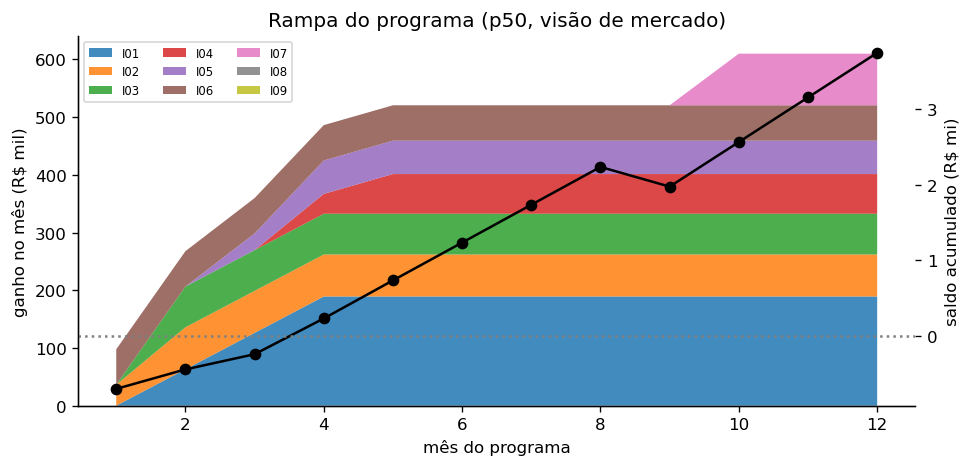 Rampa do programa (p50, visão de mercado)
I01 I04 I07
I02 I05 I08
I03 I06 I09
ganho no mês (R$ mil)
600
500
400
300
200
100
0
saldo acumulado (R$ mi)
3
2
1
0
2 4 6 8 10 12
mês do programa